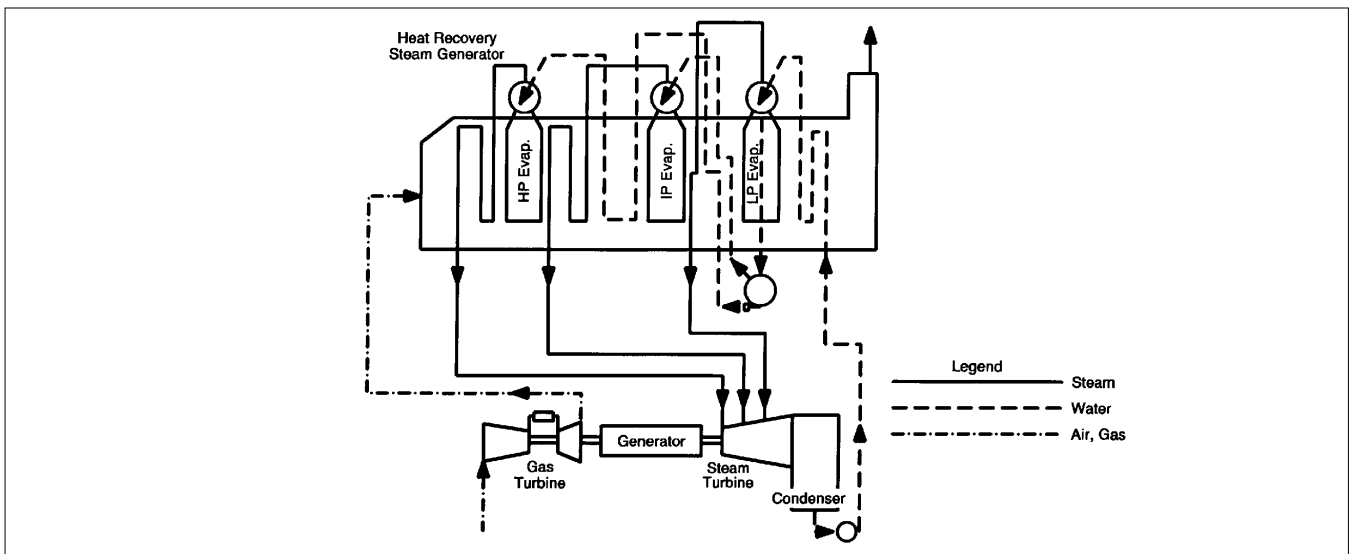 Heat Recovery
Steam Generator
HP Evap.
IP Evap.
LP Evap.
Legend
Steam
Water
Air, Gas
Generator
Gas
Turbine
Steam
Turbine
Condenser